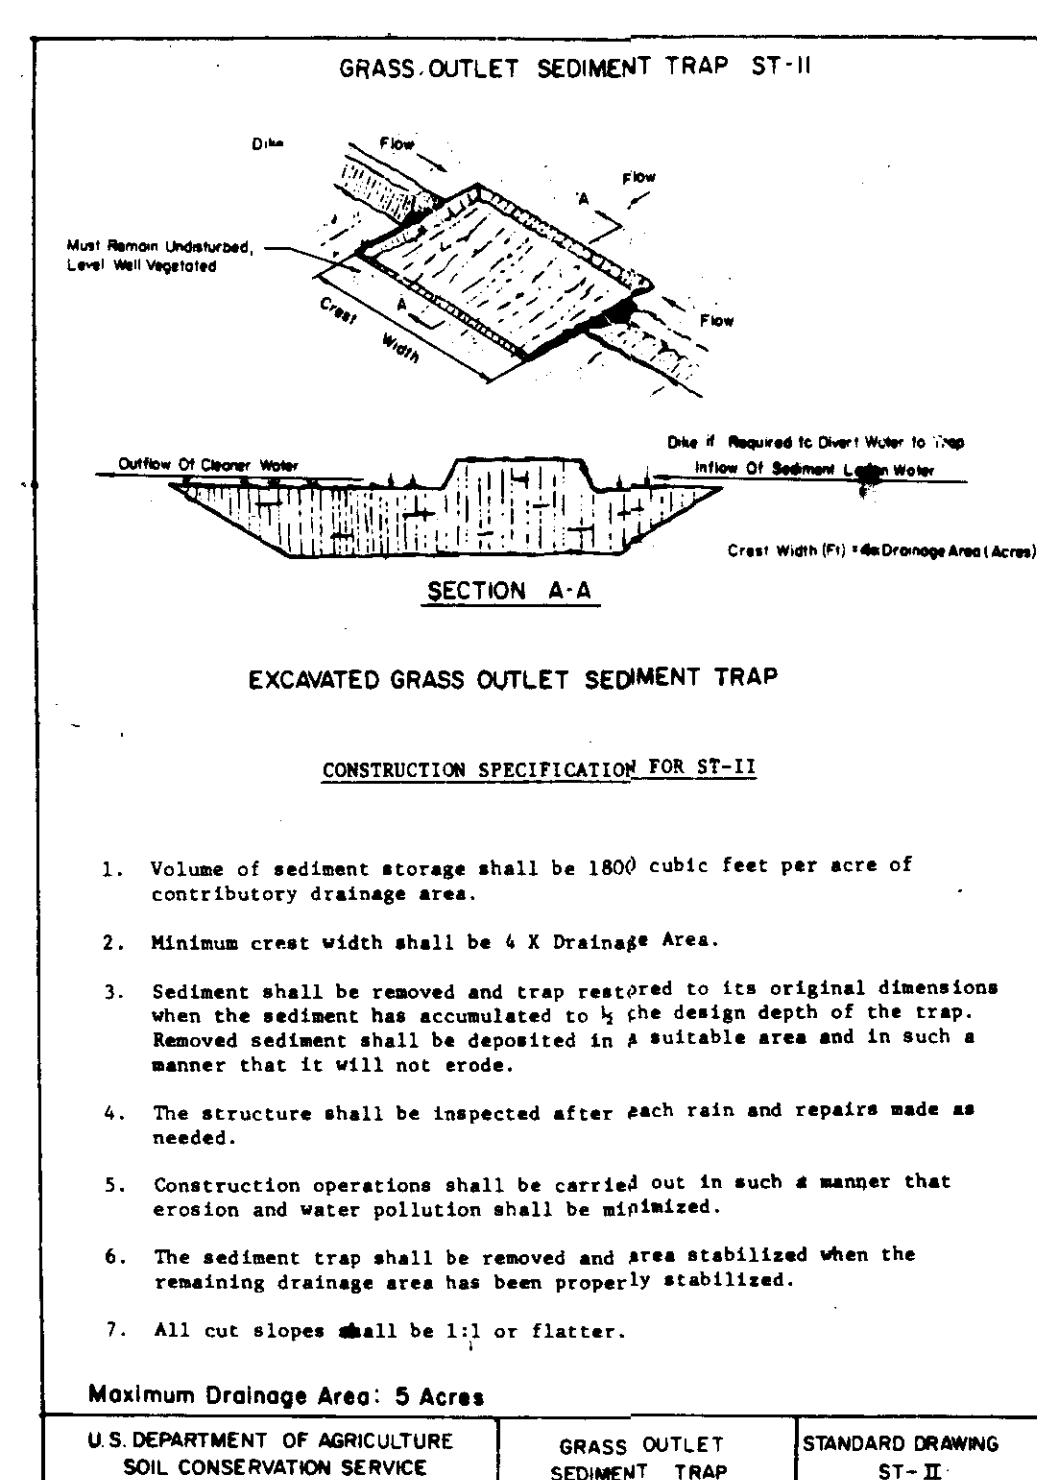 GRASS OUTLET SEDIMENT TRAP ST-II
Dike
Flow
Flow
A
Must Remain Undisturbed,
Level Well Vegetated
A
Crest Width
Flow
Dike if Required to Divert Water to Trap
Outflow Of Cleaner Water
Inflow Of Sediment Laden Water
Crest Width (Ft) = 4x Drainage Area (Acres)
SECTION A-A
EXCAVATED GRASS OUTLET SEDIMENT TRAP
CONSTRUCTION SPECIFICATION FOR ST-II
1. Volume of sediment storage shall be 1800 cubic feet per acre of
contributory drainage area.
2. Minimum crest width shall be 4 X Drainage Area.
3. Sediment shall be removed and trap restored to its original dimensions
when the sediment has accumulated to ½ the design depth of the trap.
Removed sediment shall be deposited in a suitable area and in such a
manner that it will not erode.
4. The structure shall be inspected after each rain and repairs made as
needed.
5. Construction operations shall be carried out in such a manner that
erosion and water pollution shall be minimized.
6. The sediment trap shall be removed and area stabilized when the
remaining drainage area has been properly stabilized.
7. All cut slopes shall be 1:1 or flatter.
Maximum Drainage Area: 5 Acres
U.S. DEPARTMENT OF AGRICULTURE
SOIL CONSERVATION SERVICE
GRASS OUTLET
SEDIMENT TRAP
STANDARD DRAWING
ST-II